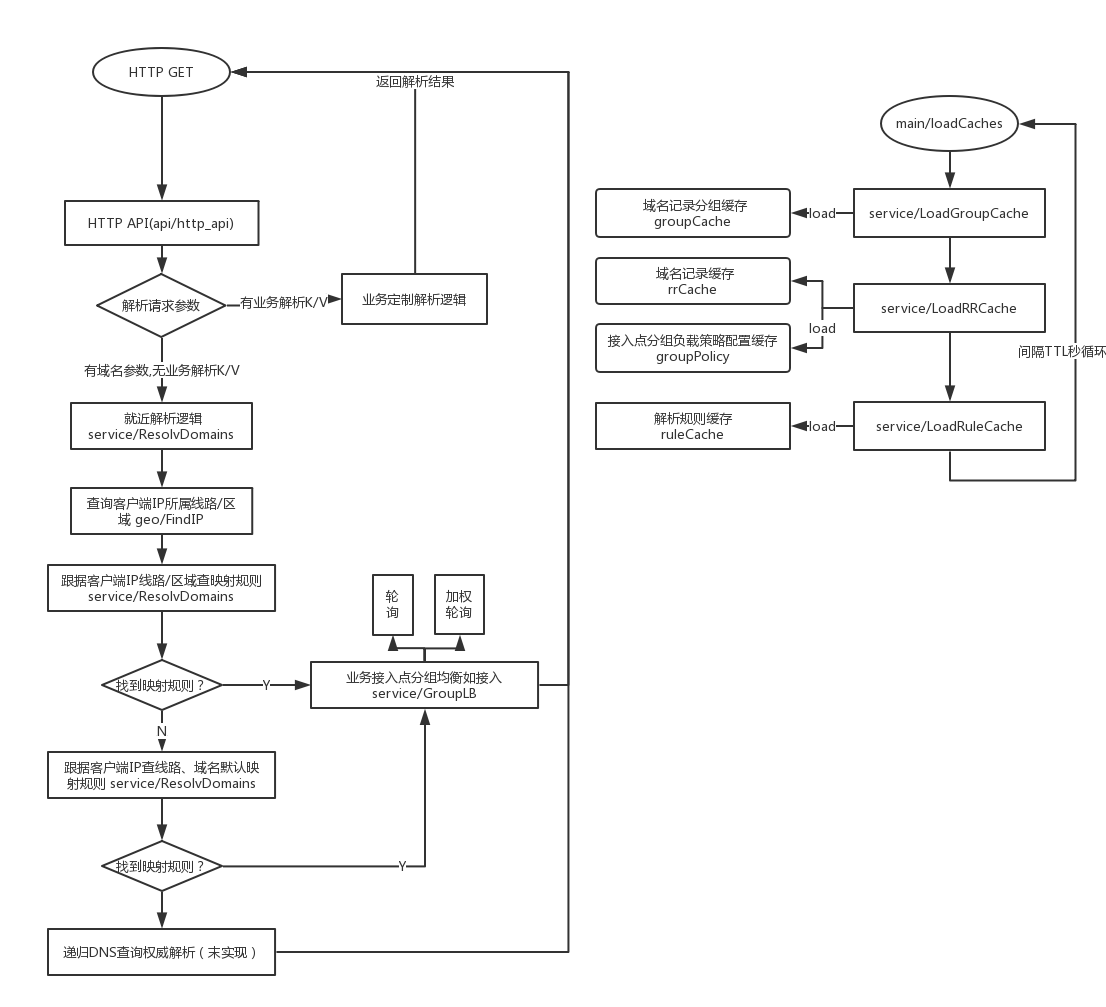 HTTP GET
返回解析结果
HTTP API(api/http_api)
解析请求参数
有业务解析K/V
业务定制解析逻辑
有域名参数,无业务解析K/V
就近解析逻辑
service/ResolvDomains
查询客户端IP所属线路/区
域 geo/FindIP
跟据客户端IP线路/区域查映射规则
service/ResolvDomains
轮
询
加权
轮询
找到映射规则？
Y
业务接入点分组均衡如接入
service/GroupLB
N
跟据客户端IP查线路、域名默认映
射规则 service/ResolvDomains
找到映射规则？
Y
递归DNS查询权威解析（末实现）
main/loadCaches
域名记录分组缓存
groupCache
load
service/LoadGroupCache
域名记录缓存
rrCache
load
service/LoadRRCache
接入点分组负载策略配置缓存
groupPolicy
间隔TTL秒循环
解析规则缓存
ruleCache
load
service/LoadRuleCache